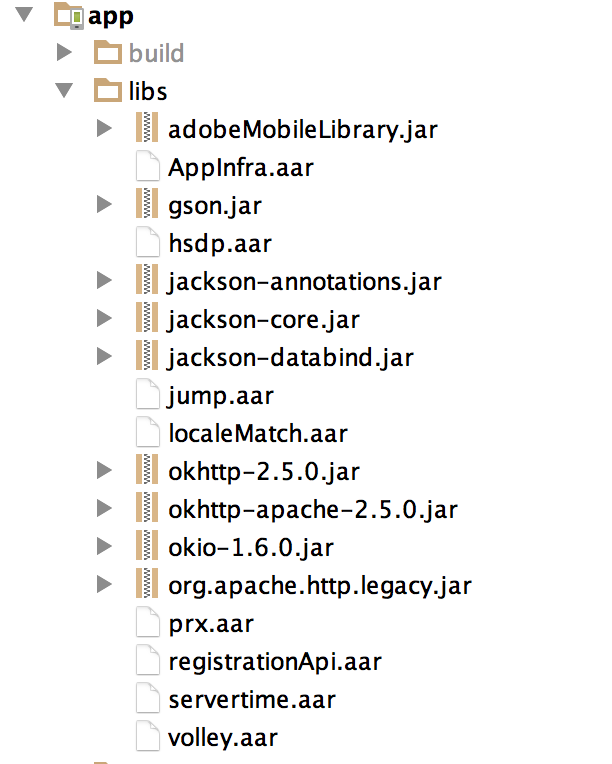 app
build
libs
adobeMobileLibrary.jar
AppInfra.aar
gson.jar
hsdp.aar
jackson-annotations.jar
jackson-core.jar
jackson-databind.jar
jump.aar
localeMatch.aar
okhttp-2.5.0.jar
okhttp-apache-2.5.0.jar
okio-1.6.0.jar
org.apache.http.legacy.jar
prx.aar
registrationApi.aar
servertime.aar
volley.aar